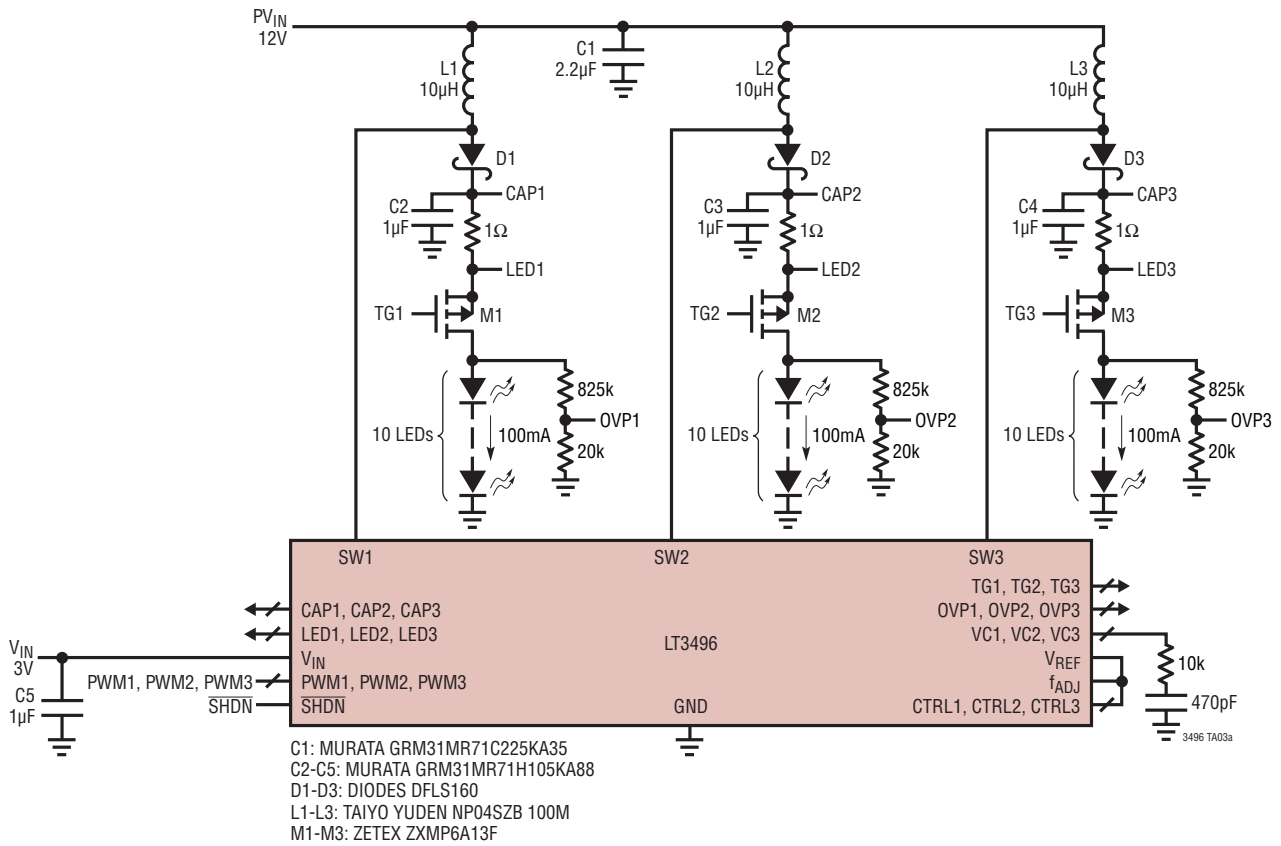 PVIN
12V
C1
2.2µF
L1
10µH
L2
10µH
L3
10µH
D1
D2
D3
CAP1
CAP2
CAP3
C2
1µF
C3
1µF
C4
1µF
1Ω
1Ω
1Ω
LED1
LED2
LED3
TG1
M1
TG2
M2
TG3
M3
825k
825k
825k
OVP1
OVP2
OVP3
10 LEDs
100mA
20k
10 LEDs
100mA
20k
10 LEDs
100mA
20k
SW1
SW2
SW3
TG1, TG2, TG3
CAP1, CAP2, CAP3
OVP1, OVP2, OVP3
LED1, LED2, LED3
LT3496
VC1, VC2, VC3
VIN
3V
VIN
VREF
10k
C5
1µF
PWM1, PWM2, PWM3
PWM1, PWM2, PWM3
fADJ
SHDN
SHDN
GND
CTRL1, CTRL2, CTRL3
470pF
3496 TA03a
C1: MURATA GRM31MR71C225KA35
C2-C5: MURATA GRM31MR71H105KA88
D1-D3: DIODES DFLS160
L1-L3: TAIYO YUDEN NP04SZB 100M
M1-M3: ZETEX ZXMP6A13F